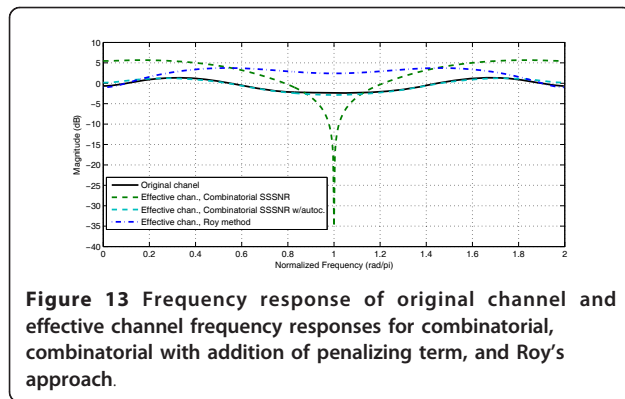 10
5
0
−5
−10
−15
−20
−25
−30
−35
−40
Magnitude (dB)
Original chanel
Effective chan., Combinatorial SSSNR
Effective chan., Combinatorial SSSNR w/autoc.
Effective chan., Roy method
0 0.2 0.4 0.6 0.8 1 1.2 1.4 1.6 1.8 2
Normalized Frequency (rad/pi)
Figure 13 Frequency response of original channel and
effective channel frequency responses for combinatorial,
combinatorial with addition of penalizing term, and Roy's
approach.